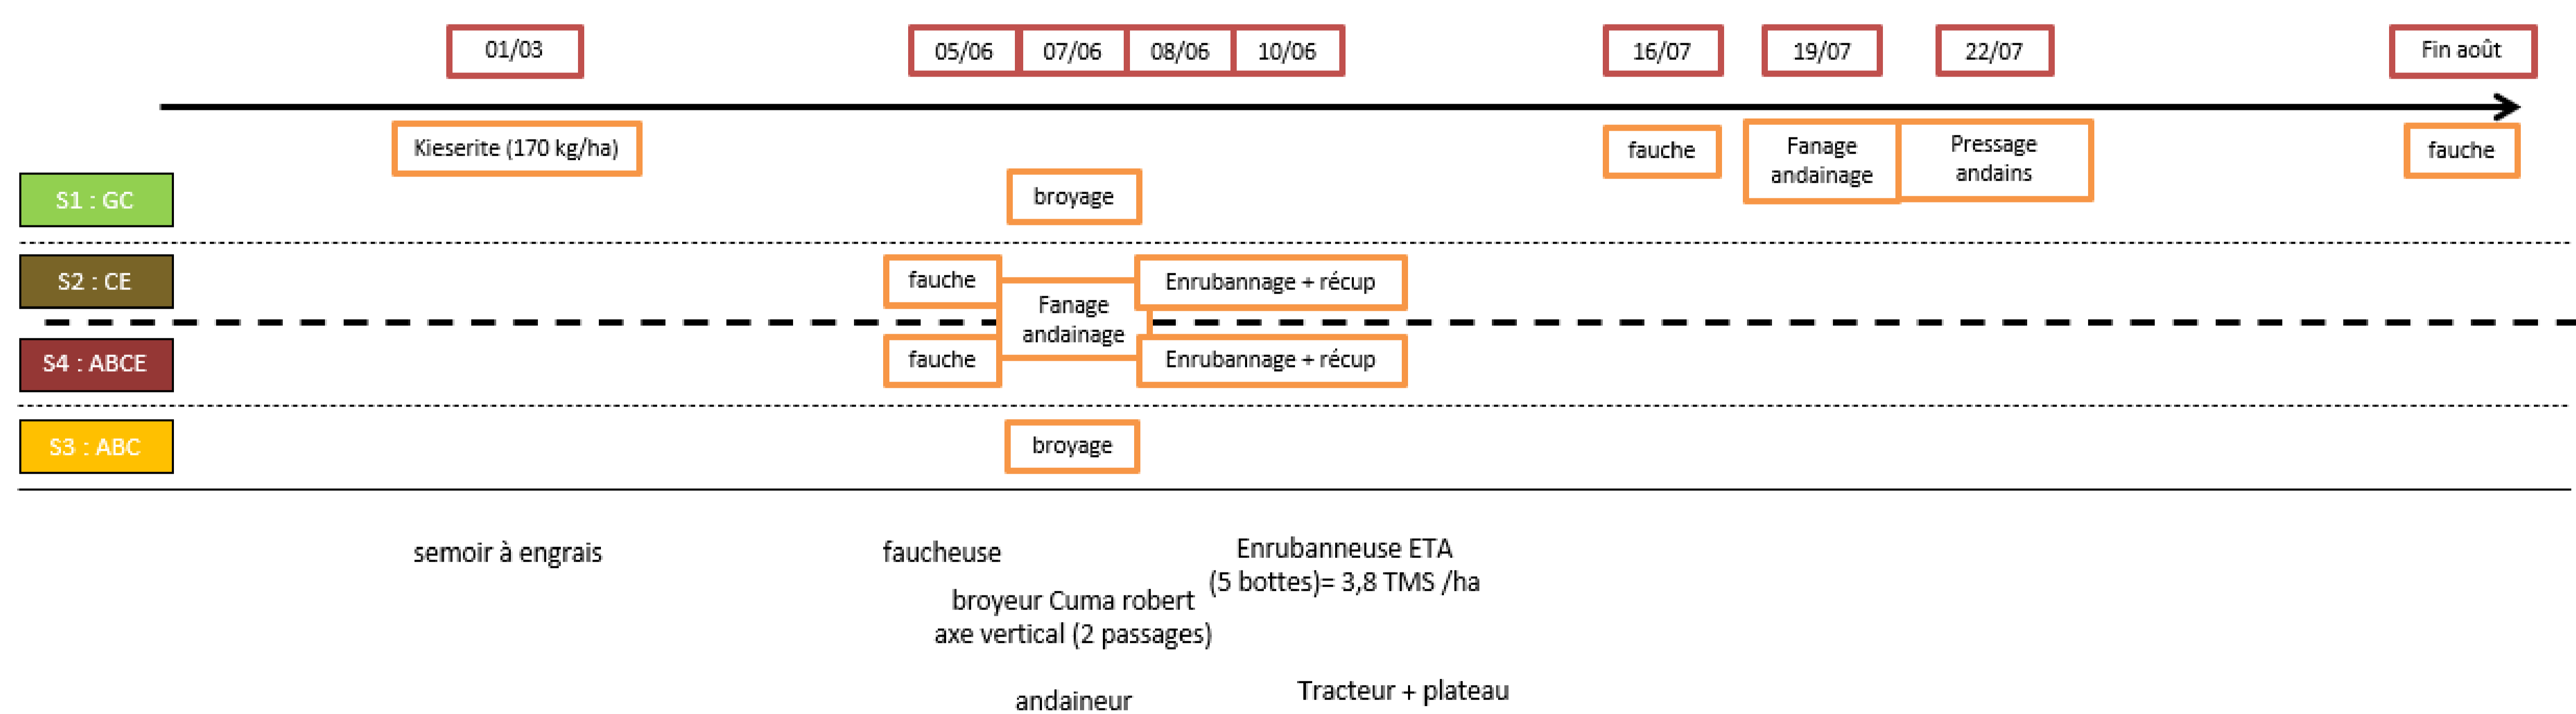 01/03
05/06
07/06
08/06
10/06
16/07
19/07
22/07
Fin août
Kieserite (170 kg/ha)
fauche
Fanage
andainage
Pressage
andains
fauche
S1 : GC
broyage
S2 : CE
fauche
Fanage
andainage
Enrubannage + récup
S4 : ABCE
fauche
Enrubannage + récup
S3 : ABC
broyage
semoir à engrais
faucheuse
Enrubanneuse ETA
(5 bottes)= 3,8 TMS /ha
broyeur Cuma robert
axe vertical (2 passages)
andaineur
Tracteur + plateau